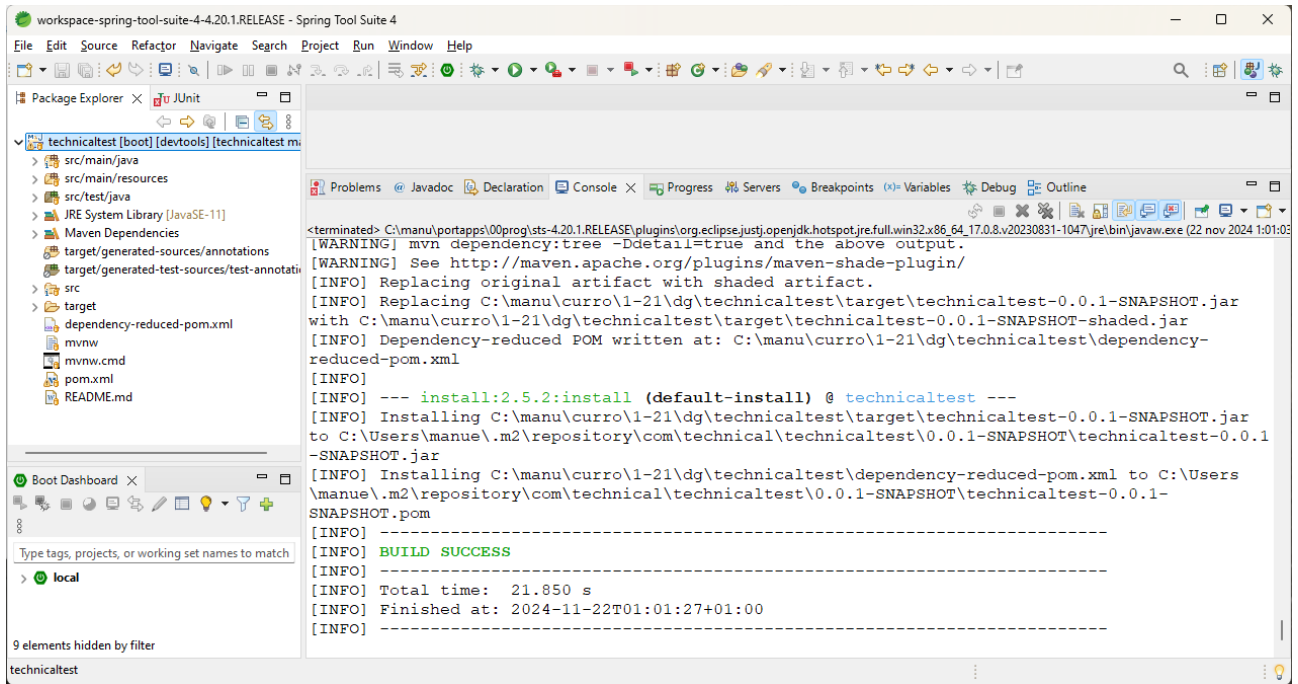 workspace-spring-tool-suite-4-4.20.1.RELEASE - Spring Tool Suite 4
File Edit Source Refactor Navigate Search Project Run Window Help
Package Explorer JUnit
technicaltest [boot] [devtools] [technicaltest
src/main/java
src/main/resources
src/test/java
JRE System Library [JavaSE-11]
Maven Dependencies
target/generated-sources/annotations
target/generated-test-sources/test-annotati
src
target
dependency-reduced-pom.xml
mvnw
mvnw.cmd
pom.xml
README.md
Boot Dashboard
Type tags, projects, or working set names to match
local
9 elements hidden by filter
technicaltest
Problems Javadoc Declaration Console Progress Servers Breakpoints (x)= Variables Debug Outline
<terminated> C:\manu\portapps\00prog\sts-4.20.1.RELEASE\plugins\org.eclipse.justj.openjdk.hotspot.jre.full.win32.x86_64_17.0.8.v20230831-1047\jre\bin\javaw.exe (22 nov 2024 1:01:03
[WARNING] mvn dependency:tree -Ddetail=true and the above output.
[WARNING] See http://maven.apache.org/plugins/maven-shade-plugin/
[INFO] Replacing original artifact with shaded artifact.
[INFO] Replacing C:\manu\curro\1-21\dg\technicaltest\target\technicaltest-0.0.1-SNAPSHOT.jar
with C:\manu\curro\1-21\dg\technicaltest\target\technicaltest-0.0.1-SNAPSHOT-shaded.jar
[INFO] Dependency-reduced POM written at: C:\manu\curro\1-21\dg\technicaltest\dependency-
reduced-pom.xml
[INFO]
[INFO] --- install:2.5.2:install (default-install) @ technicaltest ---
[INFO] Installing C:\manu\curro\1-21\dg\technicaltest\target\technicaltest-0.0.1-SNAPSHOT.jar
to C:\Users\manue\.m2\repository\com\technical\technicaltest\0.0.1-SNAPSHOT\technicaltest-0.0.1
-SNAPSHOT.jar
[INFO] Installing C:\manu\curro\1-21\dg\technicaltest\dependency-reduced-pom.xml to C:\Users
\manue\.m2\repository\com\technical\technicaltest\0.0.1-SNAPSHOT\technicaltest-0.0.1-
SNAPSHOT.pom
[INFO] ------------------------------------------------------------------------
[INFO] BUILD SUCCESS
[INFO] ------------------------------------------------------------------------
[INFO] Total time:  21.850 s
[INFO] Finished at: 2024-11-22T01:01:27+01:00
[INFO] ------------------------------------------------------------------------